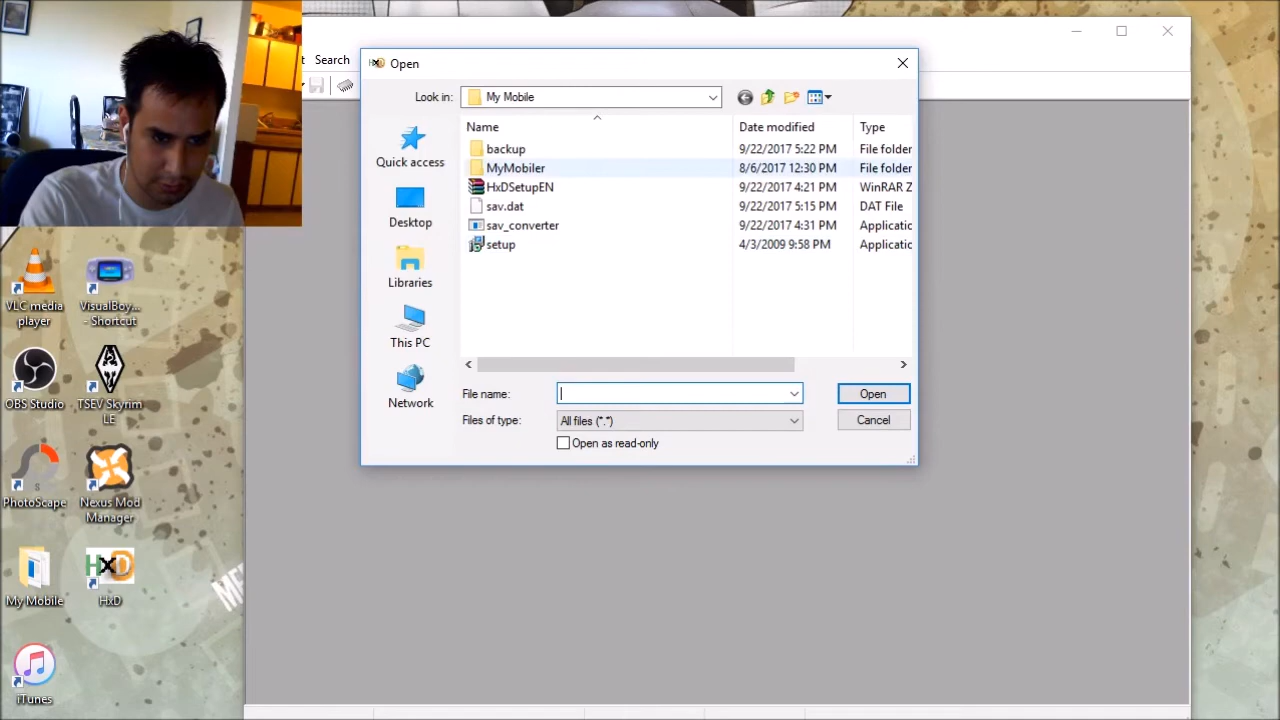 Search
Open
Look in: My Mobile
Name Date modified Type
backup 9/22/2017 5:22 PM File folder
MyMobiler 8/6/2017 12:30 PM File folder
HxDSetupEN 9/22/2017 4:21 PM WinRAR Z
sav.dat 9/22/2017 5:15 PM DAT File
sav_converter 9/22/2017 4:31 PM Applicatic
setup 4/3/2009 9:58 PM Applicatic
Quick access
Desktop
Libraries
This PC
Network
File name: Open
Files of type: All files (*.*) Cancel
Open as read-only
VLC media player
VisualBoy... - Shortcut
OBS Studio
TSEV Skyrim LE
PhotoScape
Nexus Mod Manager
My Mobile
HxD
HxD
iTunes